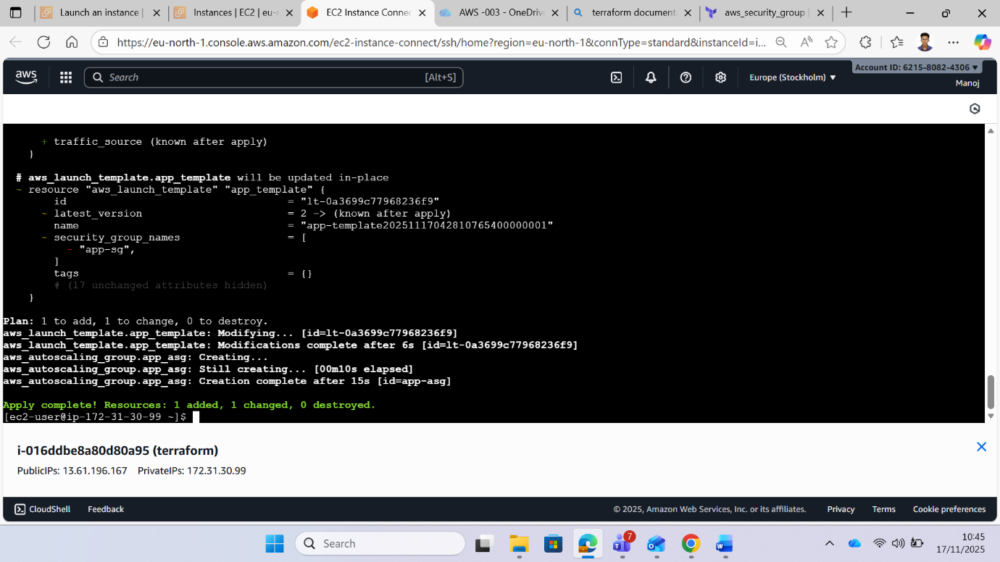 Launch an instance |
Instances | EC2 | eu-
EC2 Instance Connec
AWS -003 - OneDriv
terraform document
aws_security_group |
https://eu-north-1.console.aws.amazon.com/ec2-instance-connect/ssh/home?region=eu-north-1&connType=standard&instanceId=i...
aws
Search
[Alt+S]
Europe (Stockholm)
Account ID: 6215-8082-4306
Manoj
+ traffic_source (known after apply)
}
# aws_launch_template.app_template will be updated in-place
~ resource "aws_launch_template" "app_template" {
id = "lt-0a3699c77968236f9"
~ latest_version = 2 -> (known after apply)
name = "app-template20251117042810765400000001"
~ security_group_names = [
~ "app-sg",
]
tags = {}
# (17 unchanged attributes hidden)
}
Plan: 1 to add, 1 to change, 0 to destroy.
aws_launch_template.app_template: Modifying... [id=lt-0a3699c77968236f9]
aws_launch_template.app_template: Modifications complete after 6s [id=lt-0a3699c77968236f9]
aws_autoscaling_group.app_asg: Creating...
aws_autoscaling_group.app_asg: Still creating... [00m10s elapsed]
aws_autoscaling_group.app_asg: Creation complete after 15s [id=app-asg]
Apply complete! Resources: 1 added, 1 changed, 0 destroyed.
[ec2-user@ip-172-31-30-99 ~]$
i-016ddbe8a80d80a95 (terraform)
PublicIPs: 13.61.196.167 PrivateIPs: 172.31.30.99
CloudShell Feedback © 2025, Amazon Web Services, Inc. or its affiliates. Privacy Terms Cookie preferences
Search
7
10:45
17/11/2025